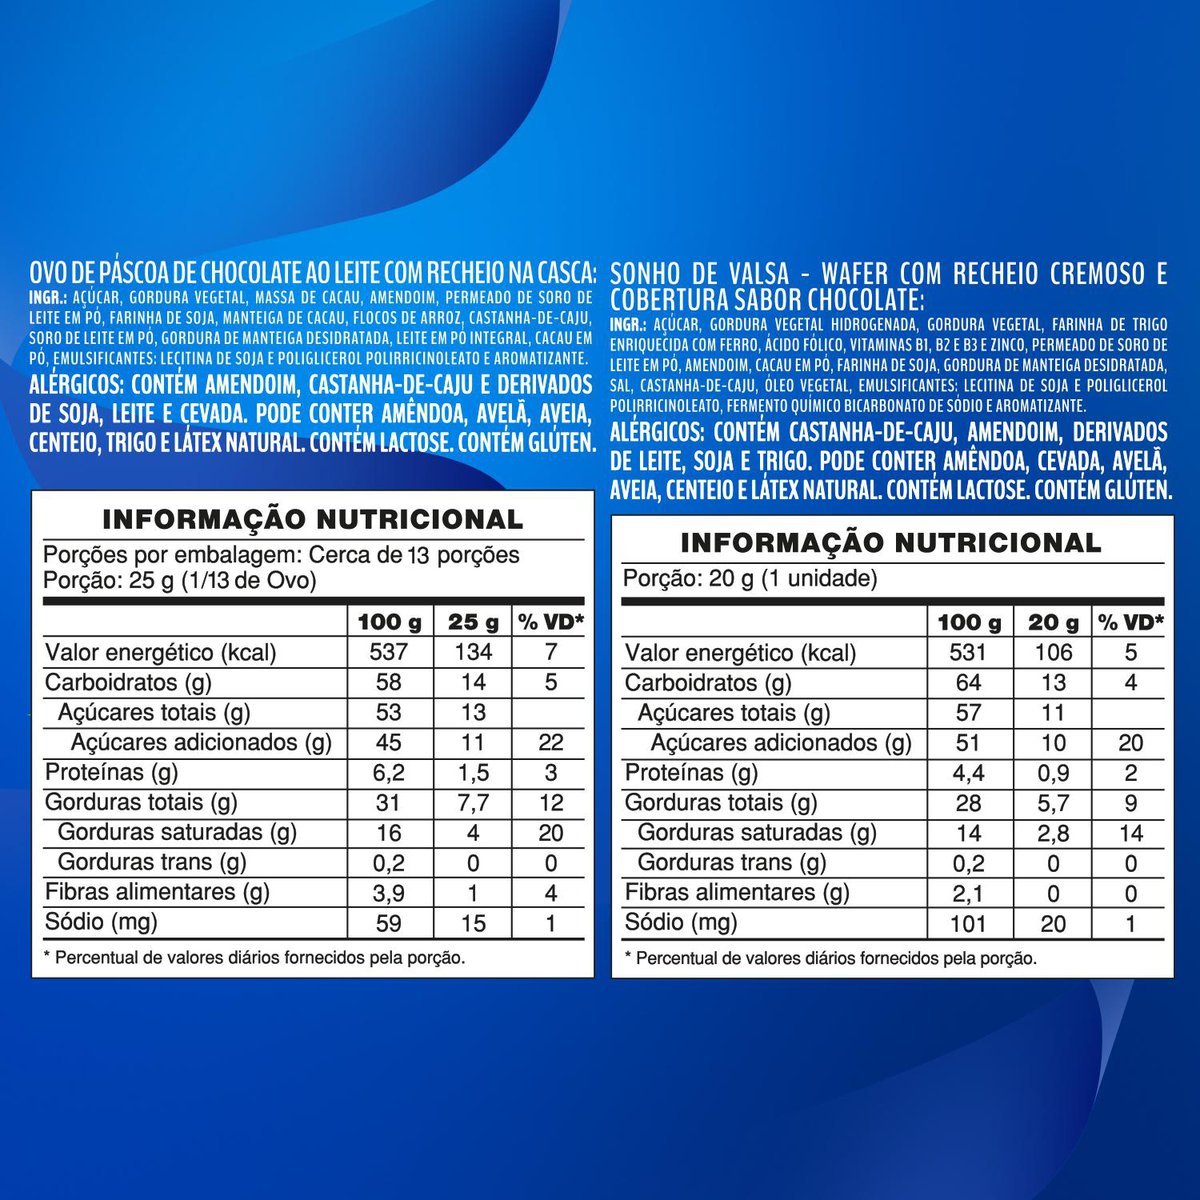 OVO DE PÁSCOA DE CHOCOLATE AO LEITE COM RECHEIO NA CASCA:
INGR.: AÇÚCAR, GORDURA VEGETAL, MASSA DE CACAU, AMENDOIM, PERMEADO DE SORO DE
LEITE EM PÓ, FARINHA DE SOJA, MANTEIGA DE CACAU, FLOCOS DE ARROZ, CASTANHA-DE-CAJU,
SORO DE LEITE EM PÓ, GORDURA DE MANTEIGA DESIDRATADA, LEITE EM PÓ INTEGRAL, CACAU EM
PÓ, EMULSIFICANTES: LECITINA DE SOJA E POLIGLICEROL POLIRRICINOLEATO E AROMATIZANTE.
ALÉRGICOS: CONTÉM AMENDOIM, CASTANHA-DE-CAJU E DERIVADOS
DE SOJA, LEITE E CEVADA. PODE CONTER AMÊNDOA, AVELÃ, AVEIA,
CENTEIO, TRIGO E LÁTEX NATURAL. CONTÉM LACTOSE. CONTÉM GLÚTEN.
INFORMAÇÃO NUTRICIONAL
Porções por embalagem: Cerca de 13 porções
Porção: 25 g (1/13 de Ovo)
100 g 25 g % VD*
Valor energético (kcal) 537 134 7
Carboidratos (g) 58 14 5
Açúcares totais (g) 53 13
Açúcares adicionados (g) 45 11 22
Proteínas (g) 6,2 1,5 3
Gorduras totais (g) 31 7,7 12
Gorduras saturadas (g) 16 4 20
Gorduras trans (g) 0,2 0 0
Fibras alimentares (g) 3,9 1 4
Sódio (mg) 59 15 1
* Percentual de valores diários fornecidos pela porção.
SONHO DE VALSA - WAFER COM RECHEIO CREMOSO E
COBERTURA SABOR CHOCOLATE:
INGR.: AÇÚCAR, GORDURA VEGETAL HIDROGENADA, GORDURA VEGETAL, FARINHA DE TRIGO
ENRIQUECIDA COM FERRO, ÁCIDO FÓLICO, VITAMINAS B1, B2 E B3 E ZINCO, PERMEADO DE SORO DE
LEITE EM PÓ, AMENDOIM, CACAU EM PÓ, FARINHA DE SOJA, GORDURA DE MANTEIGA DESIDRATADA,
SAL, CASTANHA-DE-CAJU, ÓLEO VEGETAL, EMULSIFICANTES: LECITINA DE SOJA E POLIGLICEROL
POLIRRICINOLEATO, FERMENTO QUÍMICO BICARBONATO DE SÓDIO E AROMATIZANTE.
ALÉRGICOS: CONTÉM CASTANHA-DE-CAJU, AMENDOIM, DERIVADOS
DE LEITE, SOJA E TRIGO. PODE CONTER AMÊNDOA, CEVADA, AVELÃ,
AVEIA, CENTEIO E LÁTEX NATURAL. CONTÉM LACTOSE. CONTÉM GLÚTEN.
INFORMAÇÃO NUTRICIONAL
Porção: 20 g (1 unidade)
100 g 20 g % VD*
Valor energético (kcal) 531 106 5
Carboidratos (g) 64 13 4
Açúcares totais (g) 57 11
Açúcares adicionados (g) 51 10 20
Proteínas (g) 4,4 0,9 2
Gorduras totais (g) 28 5,7 9
Gorduras saturadas (g) 14 2,8 14
Gorduras trans (g) 0,2 0 0
Fibras alimentares (g) 2,1 0 0
Sódio (mg) 101 20 1
* Percentual de valores diários fornecidos pela porção.